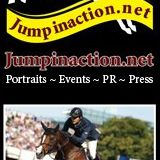 Jumpinaction.net
Jumpinaction.net
Portraits ~ Events ~ PR ~ Press